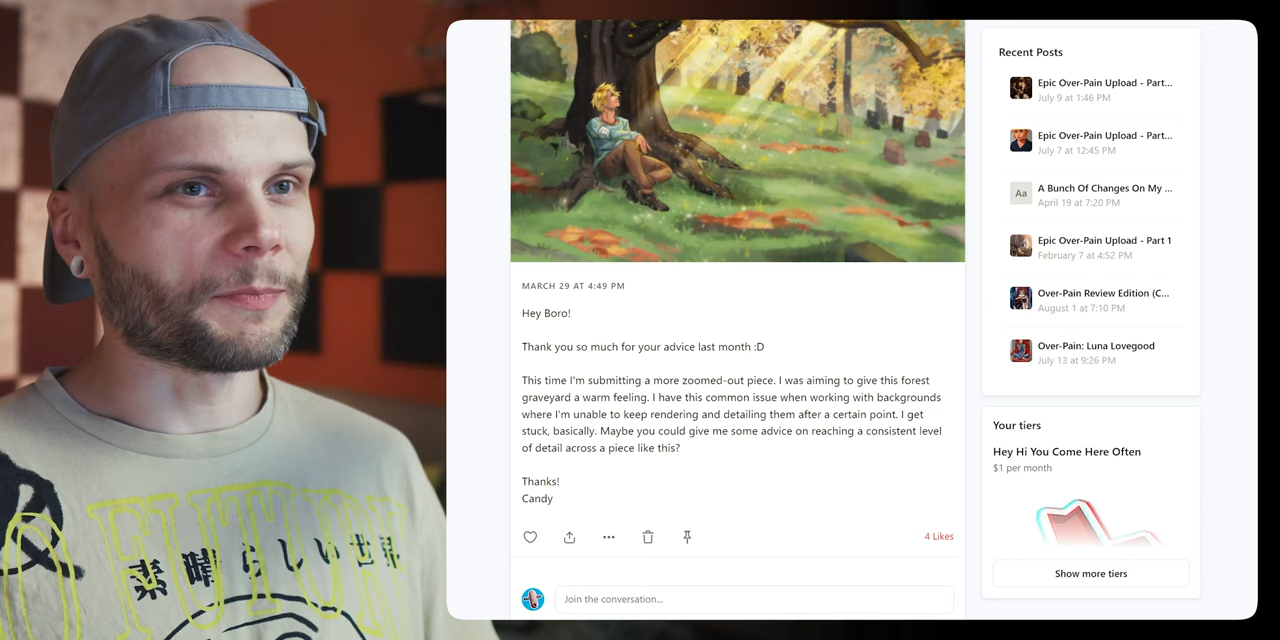 FUTURE
素晴らしい世界
MARCH 29 AT 4:49 PM
Hey Boro!
Thank you so much for your advice last month :D
This time I'm submitting a more zoomed-out piece. I was aiming to give this forest
graveyard a warm feeling. I have this common issue when working with backgrounds
where I'm unable to keep rendering and detailing them after a certain point. I get
stuck, basically. Maybe you could give me some advice on reaching a consistent level
of detail across a piece like this?
Thanks!
Candy
4 Likes
Join the conversation...
Recent Posts
Epic Over-Pain Upload - Part...
July 9 at 1:46 PM
Epic Over-Pain Upload - Part...
July 7 at 12:45 PM
Aa
A Bunch Of Changes On My ...
April 19 at 7:20 PM
Epic Over-Pain Upload - Part 1
February 7 at 4:52 PM
Over-Pain Review Edition (C...
August 1 at 7:10 PM
Over-Pain: Luna Lovegood
July 13 at 9:26 PM
Your tiers
Hey Hi You Come Here Often
$1 per month
Show more tiers